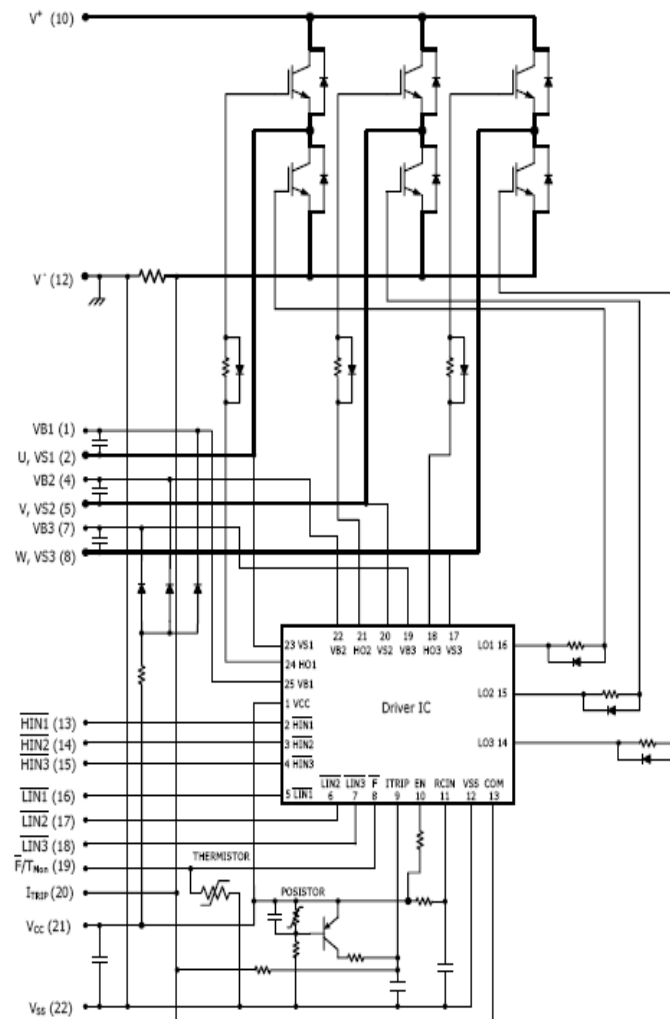 V+ (10)
V- (12)
VB1 (1)
U, VS1 (2)
VB2 (4)
V, VS2 (5)
VB3 (7)
W, VS3 (8)
22 21 20 19 18 17
VB2 HO2 VS2 VB3 HO3 VS3
23 VS1
24 HO1
25 VB1
1 VCC
2 HIN1
3 HIN2
4 HIN3
5 LIN1
Driver IC
LO1 16
LO2 15
LO3 14
LIN2 LIN3 F ITRIP EN RCIN VSS COM
6 7 8 9 10 11 12 13
HIN1 (13)
HIN2 (14)
HIN3 (15)
LIN1 (16)
LIN2 (17)
LIN3 (18)
F/TMon (19)
THERMISTOR
ITRIP (20)
POSISTOR
VCC (21)
VSS (22)